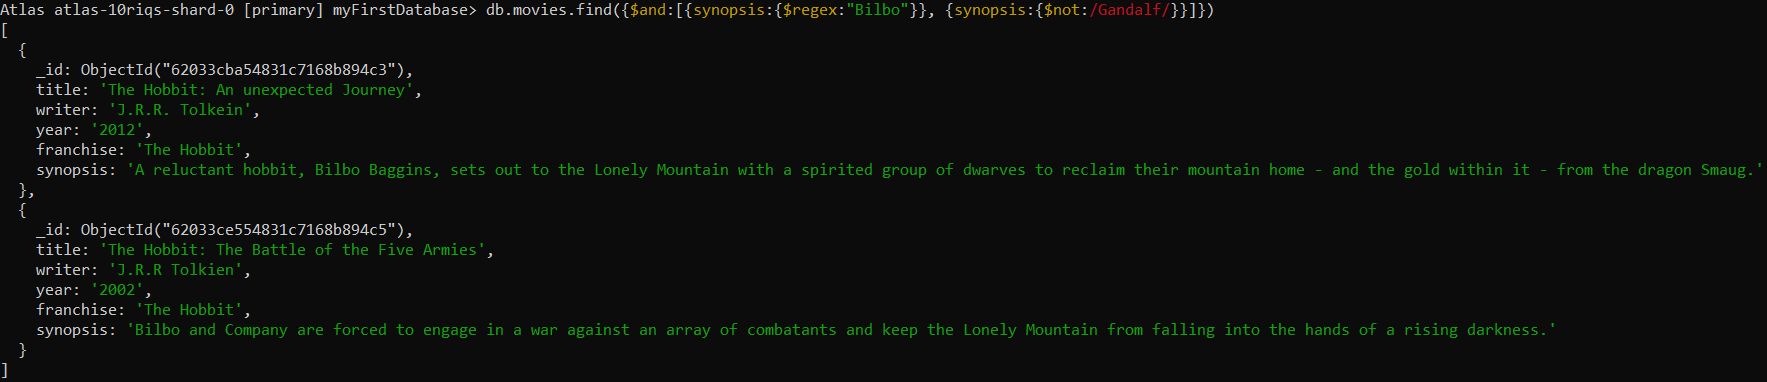 Atlas atlas-10riqs-shard-0 [primary] myFirstDatabase> db.movies.find({$and:[{synopsis:{$regex:"Bilbo"}}, {synopsis:{$not:/Gandalf/}}]})
[
  {
    _id: ObjectId("62033cba54831c7168b894c3"),
    title: 'The Hobbit: An unexpected Journey',
    writer: 'J.R.R. Tolkein',
    year: '2012',
    franchise: 'The Hobbit',
    synopsis: 'A reluctant hobbit, Bilbo Baggins, sets out to the Lonely Mountain with a spirited group of dwarves to reclaim their mountain home - and the gold within it - from the dragon Smaug.'
  },
  {
    _id: ObjectId("62033ce554831c7168b894c5"),
    title: 'The Hobbit: The Battle of the Five Armies',
    writer: 'J.R.R Tolkien',
    year: '2002',
    franchise: 'The Hobbit',
    synopsis: 'Bilbo and Company are forced to engage in a war against an array of combatants and keep the Lonely Mountain from falling into the hands of a rising darkness.'
  }
]